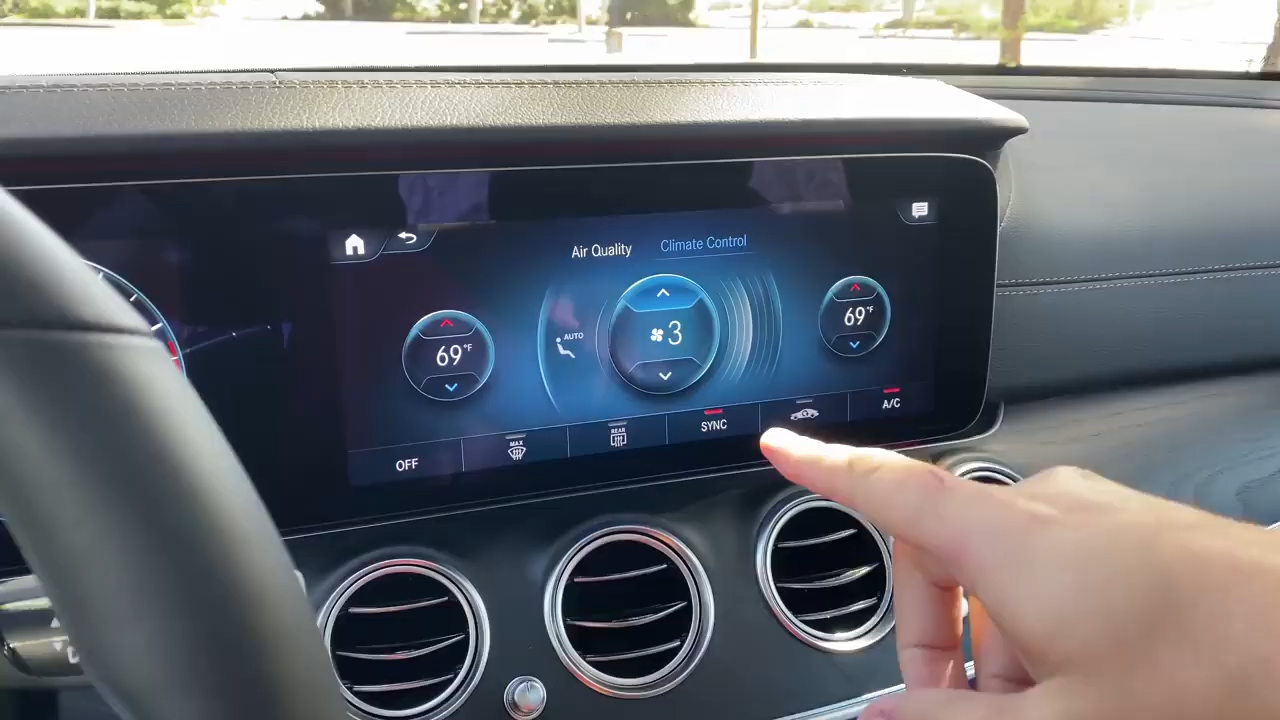 Air Quality
Climate Control
69°F
AUTO
3
69°F
OFF
MAX
REAR
SYNC
A/C